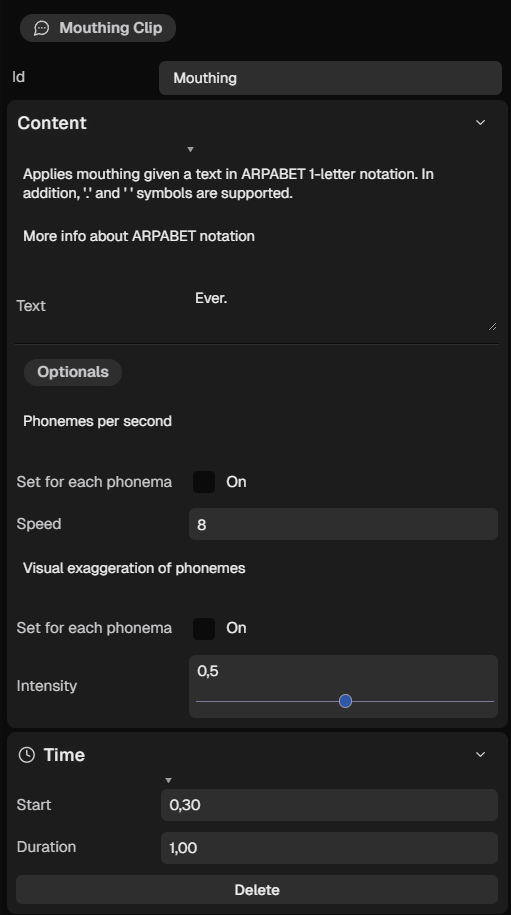 Mouthing Clip
Id
Mouthing
Content
Applies mouthing given a text in ARPABET 1-letter notation. In
addition, '.' and ' ' symbols are supported.
More info about ARPABET notation
Text
Ever.
Optionals
Phonemes per second
Set for each phonema On
Speed 8
Visual exaggeration of phonemes
Set for each phonema On
Intensity 0,5
Time
Start 0,30
Duration 1,00
Delete